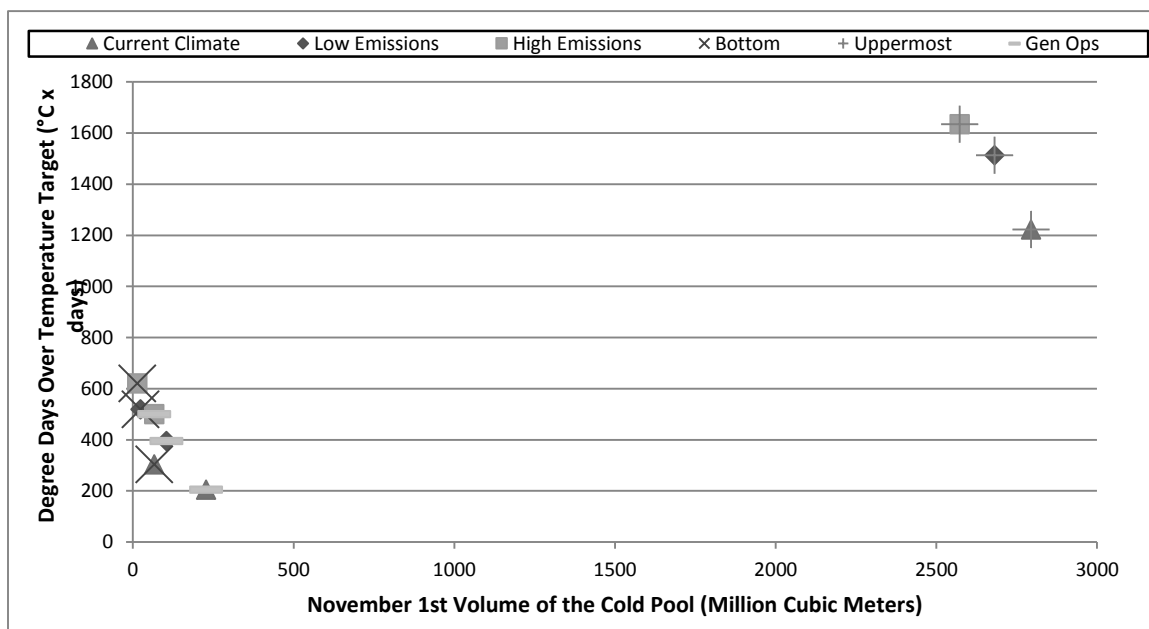 Current Climate Low Emissions High Emissions Bottom Uppermost Gen Ops
Degree Days Over Temperature Target (°C x
days)
1800
1600
1400
1200
1000
800
600
400
200
0
0 500 1000 1500 2000 2500 3000
November 1st Volume of the Cold Pool (Million Cubic Meters)